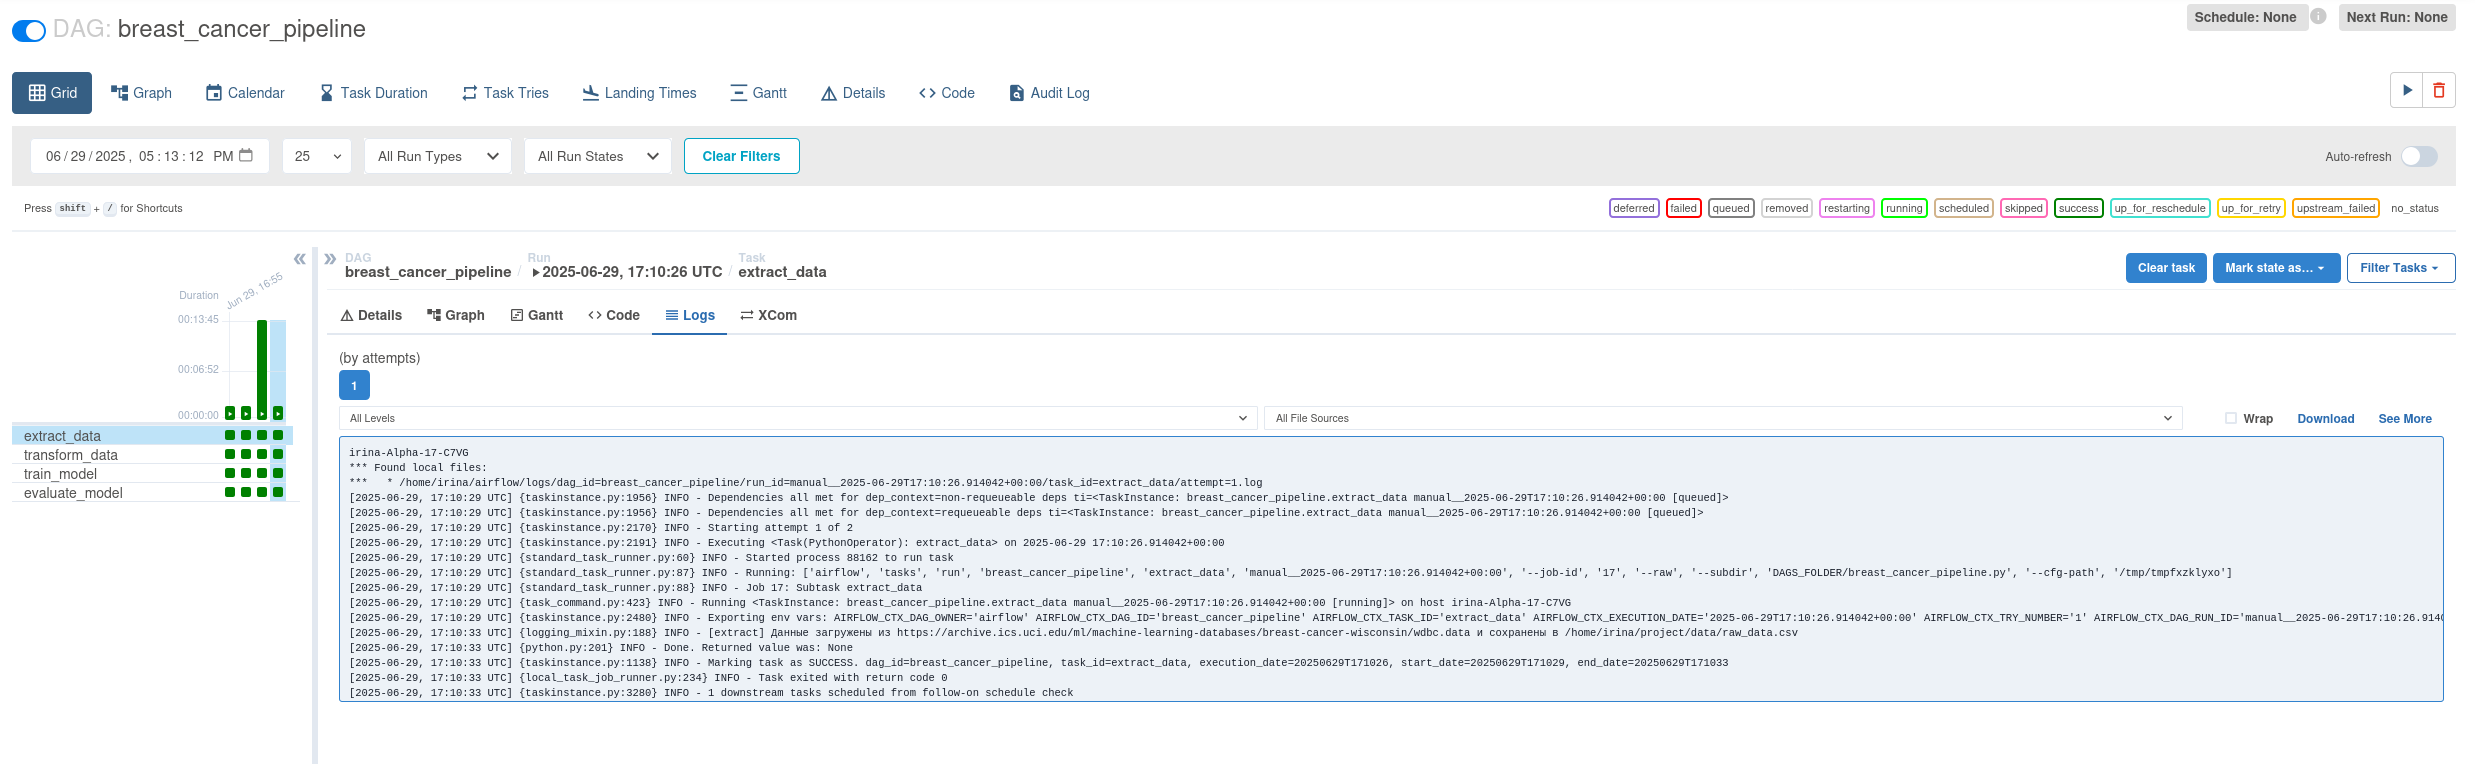 DAG: breast_cancer_pipeline
Schedule: None
Next Run: None
Grid
Graph
Calendar
Task Duration
Task Tries
Landing Times
Gantt
Details
Code
Audit Log
06 / 29 / 2025 , 05 : 13 : 12 PM
25
All Run Types
All Run States
Clear Filters
Auto-refresh
Press shift + / for Shortcuts
deferred
failed
queued
removed
restarting
running
scheduled
skipped
success
up_for_reschedule
up_for_retry
upstream_failed
no_status
Duration
Jun 29, 16:55
00:13:45
00:06:52
00:00:00
extract_data
transform_data
train_model
evaluate_model
DAG
breast_cancer_pipeline
/
Run
2025-06-29, 17:10:26 UTC
/
Task
extract_data
Clear task
Mark state as...
Filter Tasks
Details
Graph
Gantt
Code
Logs
XCom
(by attempts)
1
All Levels
All File Sources
Wrap
Download
See More
irina-Alpha-17-C7VG
*** Found local files:
***   * /home/irina/airflow/logs/dag_id=breast_cancer_pipeline/run_id=manual__2025-06-29T17:10:26.914042+00:00/task_id=extract_data/attempt=1.log
[2025-06-29, 17:10:29 UTC] {taskinstance.py:1956} INFO - Dependencies all met for dep_context=non-requeueable deps ti=<TaskInstance: breast_cancer_pipeline.extract_data manual__2025-06-29T17:10:26.914042+00:00 [queued]>
[2025-06-29, 17:10:29 UTC] {taskinstance.py:1956} INFO - Dependencies all met for dep_context=requeueable deps ti=<TaskInstance: breast_cancer_pipeline.extract_data manual__2025-06-29T17:10:26.914042+00:00 [queued]>
[2025-06-29, 17:10:29 UTC] {taskinstance.py:2170} INFO - Starting attempt 1 of 2
[2025-06-29, 17:10:29 UTC] {taskinstance.py:2191} INFO - Executing <Task(PythonOperator): extract_data> on 2025-06-29 17:10:26.914042+00:00
[2025-06-29, 17:10:29 UTC] {standard_task_runner.py:60} INFO - Started process 88162 to run task
[2025-06-29, 17:10:29 UTC] {standard_task_runner.py:87} INFO - Running: ['airflow', 'tasks', 'run', 'breast_cancer_pipeline', 'extract_data', 'manual__2025-06-29T17:10:26.914042+00:00', '--job-id', '17', '--raw', '--subdir', 'DAGS_FOLDER/breast_cancer_pipeline.py', '--cfg-path', '/tmp/tmpfxzklyxo']
[2025-06-29, 17:10:29 UTC] {standard_task_runner.py:88} INFO - Job 17: Subtask extract_data
[2025-06-29, 17:10:29 UTC] {task_command.py:423} INFO - Running <TaskInstance: breast_cancer_pipeline.extract_data manual__2025-06-29T17:10:26.914042+00:00 [running]> on host irina-Alpha-17-C7VG
[2025-06-29, 17:10:29 UTC] {taskinstance.py:2480} INFO - Exporting env vars: AIRFLOW_CTX_DAG_OWNER='airflow' AIRFLOW_CTX_DAG_ID='breast_cancer_pipeline' AIRFLOW_CTX_TASK_ID='extract_data' AIRFLOW_CTX_EXECUTION_DATE='2025-06-29T17:10:26.914042+00:00' AIRFLOW_CTX_TRY_NUMBER='1' AIRFLOW_CTX_DAG_RUN_ID='manual__2025-06-29T17:10:26.914
[2025-06-29, 17:10:33 UTC] {logging_mixin.py:188} INFO - [extract] Данные загружены из https://archive.ics.uci.edu/ml/machine-learning-databases/breast-cancer-wisconsin/wdbc.data и сохранены в /home/irina/project/data/raw_data.csv
[2025-06-29, 17:10:33 UTC] {python.py:201} INFO - Done. Returned value was: None
[2025-06-29, 17:10:33 UTC] {taskinstance.py:1138} INFO - Marking task as SUCCESS. dag_id=breast_cancer_pipeline, task_id=extract_data, execution_date=20250629T171026, start_date=20250629T171029, end_date=20250629T171033
[2025-06-29, 17:10:33 UTC] {local_task_job_runner.py:234} INFO - Task exited with return code 0
[2025-06-29, 17:10:33 UTC] {taskinstance.py:3280} INFO - 1 downstream tasks scheduled from follow-on schedule check